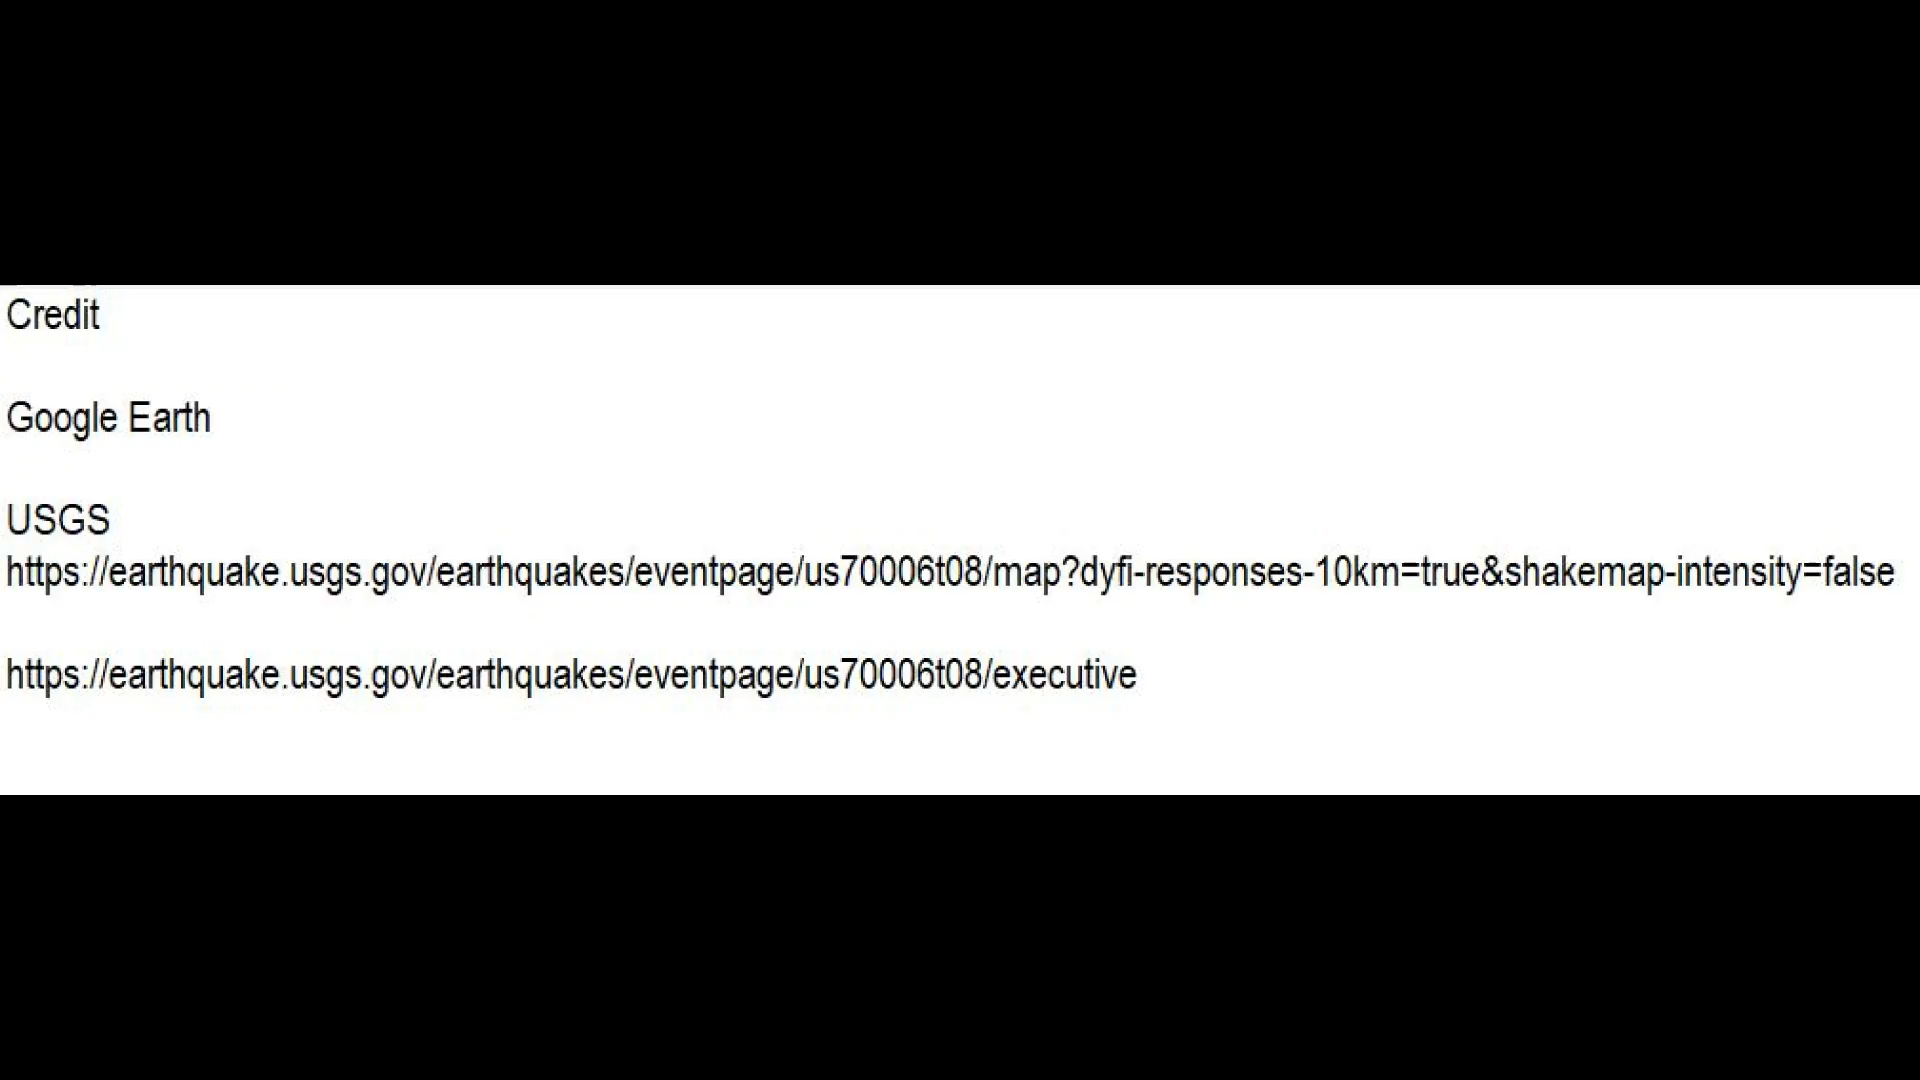 Credit
Google Earth
USGS
https://earthquake.usgs.gov/earthquakes/eventpage/us70006t08/map?dyfi-responses-10km=true&shakemap-intensity=false
https://earthquake.usgs.gov/earthquakes/eventpage/us70006t08/executive